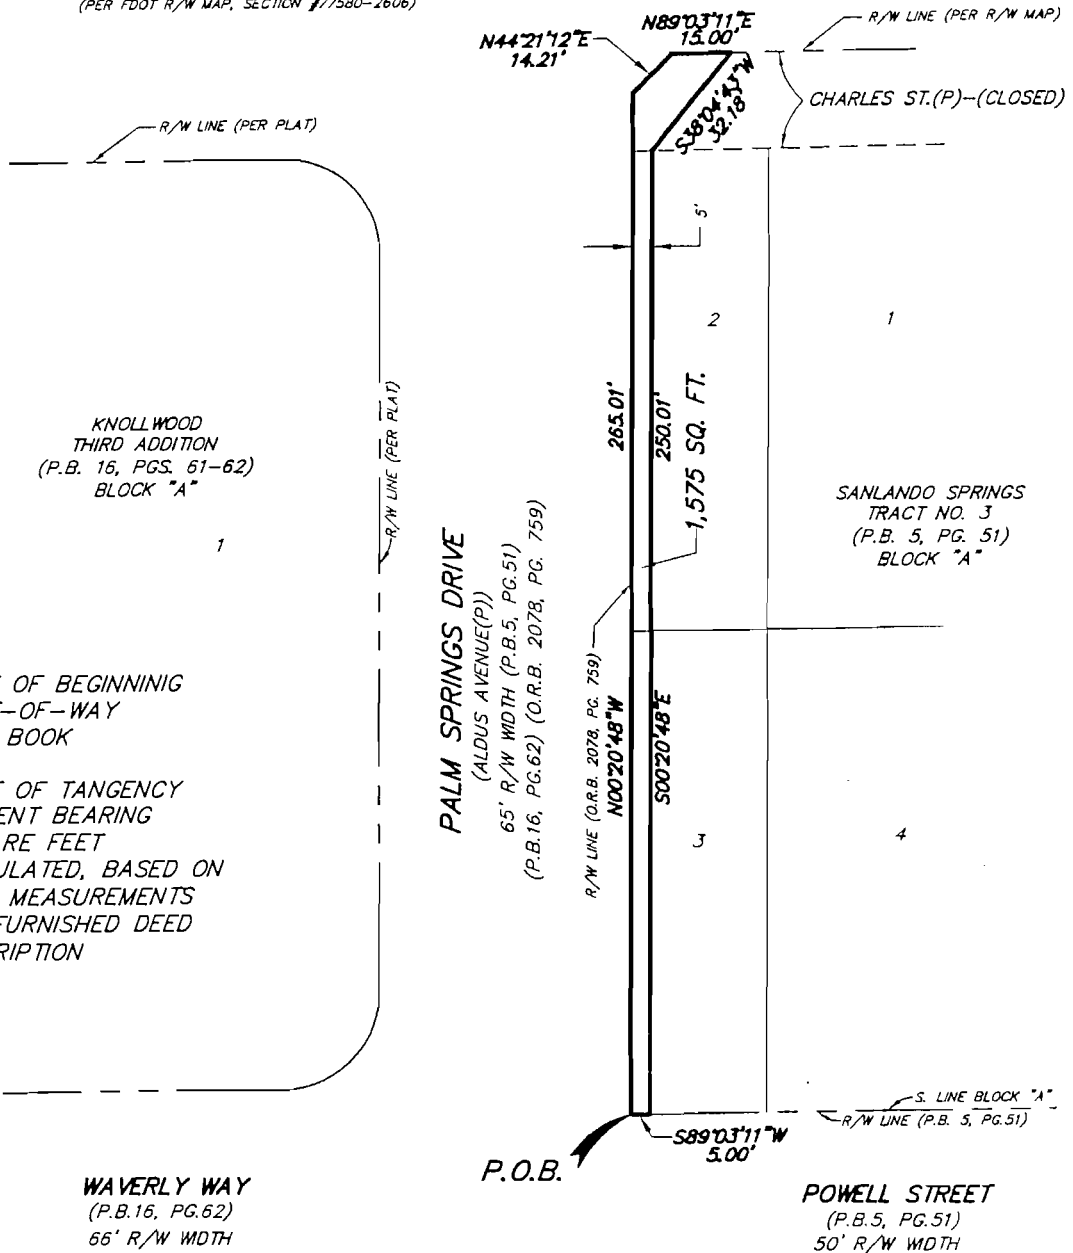 (PER FDOT R/W MAP, SECTION #77580-2606)
R/W LINE (PER R/W MAP)
N89°03'11"E
15.00'
N44°21'12"E
14.21'
S38°04'43"W
32.18'
CHARLES ST.(P)-(CLOSED)
R/W LINE (PER PLAT)
5'
2
1
265.01'
250.01'
1,575 SQ. FT.
R/W LINE (PER PLAT)
KNOLLWOOD
THIRD ADDITION
(P.B. 16, PGS. 61-62)
BLOCK "A"
1
SANLANDO SPRINGS
TRACT NO. 3
(P.B. 5, PG. 51)
BLOCK "A"
PALM SPRINGS DRIVE
(ALDUS AVENUE(P))
65' R/W WIDTH (P.B.5, PG.51)
(P.B.16, PG.62) (O.R.B. 2078, PG. 759)
R/W LINE (O.R.B. 2078, PG. 759)
N00°20'48"W
S00°20'48"E
3
4
OF BEGINNINIG
-OF-WAY
BOOK
OF TANGENCY
ENT BEARING
RE FEET
ULATED, BASED ON
MEASUREMENTS
FURNISHED DEED
RIPTION
S. LINE BLOCK "A"
R/W LINE (P.B. 5, PG.51)
S89°03'11"W
5.00'
P.O.B.
WAVERLY WAY
(P.B.16, PG.62)
66' R/W WIDTH
POWELL STREET
(P.B.5, PG.51)
50' R/W WIDTH